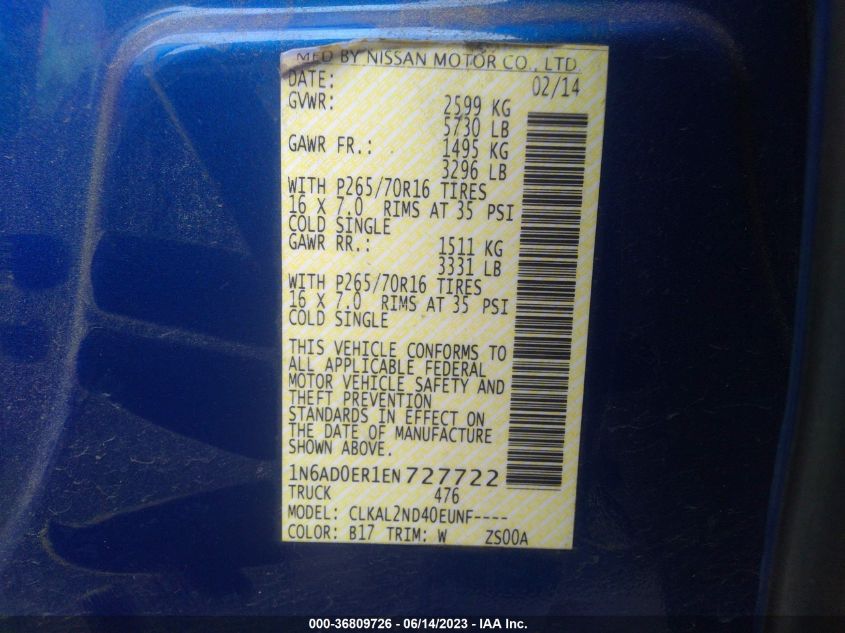 MFD BY NISSAN MOTOR CO., LTD.
DATE: 02/14
GVWR: 2599 KG
5730 LB
GAWR FR.: 1495 KG
3296 LB
WITH P265/70R16 TIRES
16 X 7.0 RIMS AT 35 PSI
COLD SINGLE
GAWR RR.: 1511 KG
3331 LB
WITH P265/70R16 TIRES
16 X 7.0 RIMS AT 35 PSI
COLD SINGLE
THIS VEHICLE CONFORMS TO
ALL APPLICABLE FEDERAL
MOTOR VEHICLE SAFETY AND
THEFT PREVENTION
STANDARDS IN EFFECT ON
THE DATE OF MANUFACTURE
SHOWN ABOVE.
1N6AD0ER1EN727722
TRUCK 476
MODEL: CLKAL2ND40EUNF----
COLOR: B17 TRIM: W ZS00A
000-36809726 - 06/14/2023 - IAA Inc.